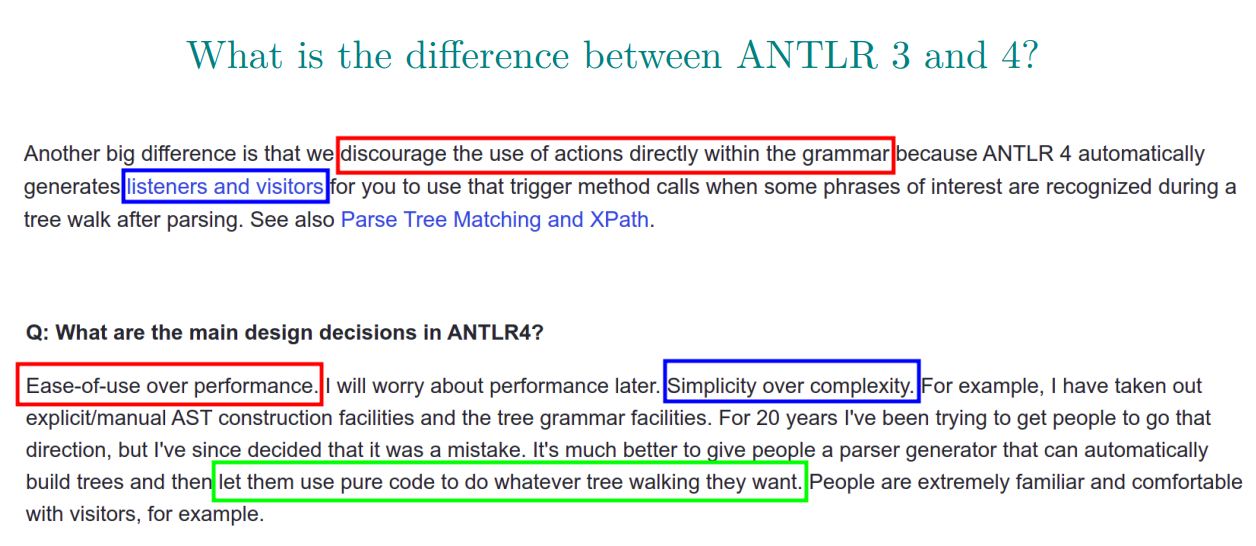 What is the difference between ANTLR 3 and 4?
Another big difference is that we discourage the use of actions directly within the grammar because ANTLR 4 automatically
generates listeners and visitors for you to use that trigger method calls when some phrases of interest are recognized during a
tree walk after parsing. See also Parse Tree Matching and XPath.
Q: What are the main design decisions in ANTLR4?
Ease-of-use over performance. I will worry about performance later. Simplicity over complexity. For example, I have taken out
explicit/manual AST construction facilities and the tree grammar facilities. For 20 years I've been trying to get people to go that
direction, but I've since decided that it was a mistake. It's much better to give people a parser generator that can automatically
build trees and then let them use pure code to do whatever tree walking they want. People are extremely familiar and comfortable
with visitors, for example.